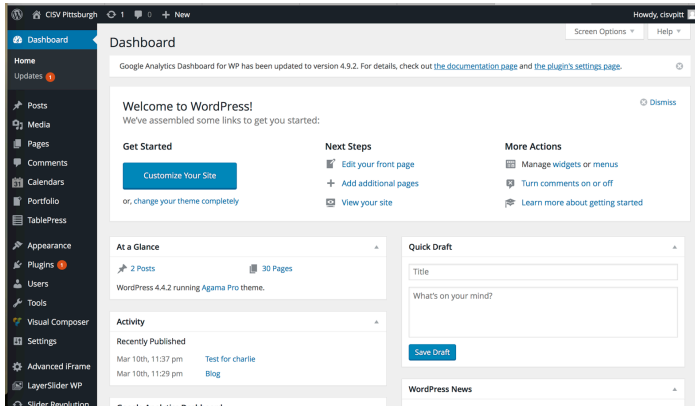 CISV Pittsburgh 1 0 + New Howdy, cisvpitt
Screen Options Help
Dashboard
Home
Updates 1
Posts
Media
Pages
Comments
Calendars
Portfolio
TablePress
Appearance
Plugins 1
Users
Tools
Visual Composer
Settings
Advanced iFrame
LayerSlider WP
Slider Revolution
Dashboard
Google Analytics Dashboard for WP has been updated to version 4.9.2. For details, check out the documentation page and the plugin's settings page.
Welcome to WordPress!
Dismiss
We've assembled some links to get you started:
Get Started
Customize Your Site
or, change your theme completely
Next Steps
Edit your front page
Add additional pages
View your site
More Actions
Manage widgets or menus
Turn comments on or off
Learn more about getting started
At a Glance
2 Posts 30 Pages
WordPress 4.4.2 running Agama Pro theme.
Activity
Recently Published
Mar 10th, 11:37 pm Test for charlie
Mar 10th, 11:29 pm Blog
Quick Draft
Title
What's on your mind?
Save Draft
WordPress News